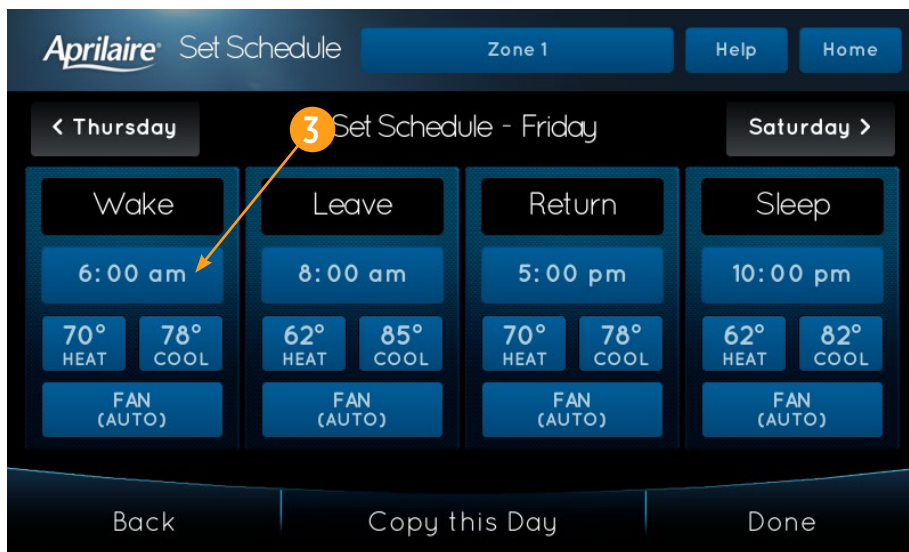 Aprilaire® Set Schedule Zone 1 Help Home
< Thursday 3 Set Schedule - Friday Saturday >
Wake Leave Return Sleep
6:00 am 8:00 am 5:00 pm 10:00 pm
70° 78° 62° 85° 70° 78° 62° 82°
HEAT COOL HEAT COOL HEAT COOL HEAT COOL
FAN FAN FAN FAN
(AUTO) (AUTO) (AUTO) (AUTO)
Back Copy this Day Done